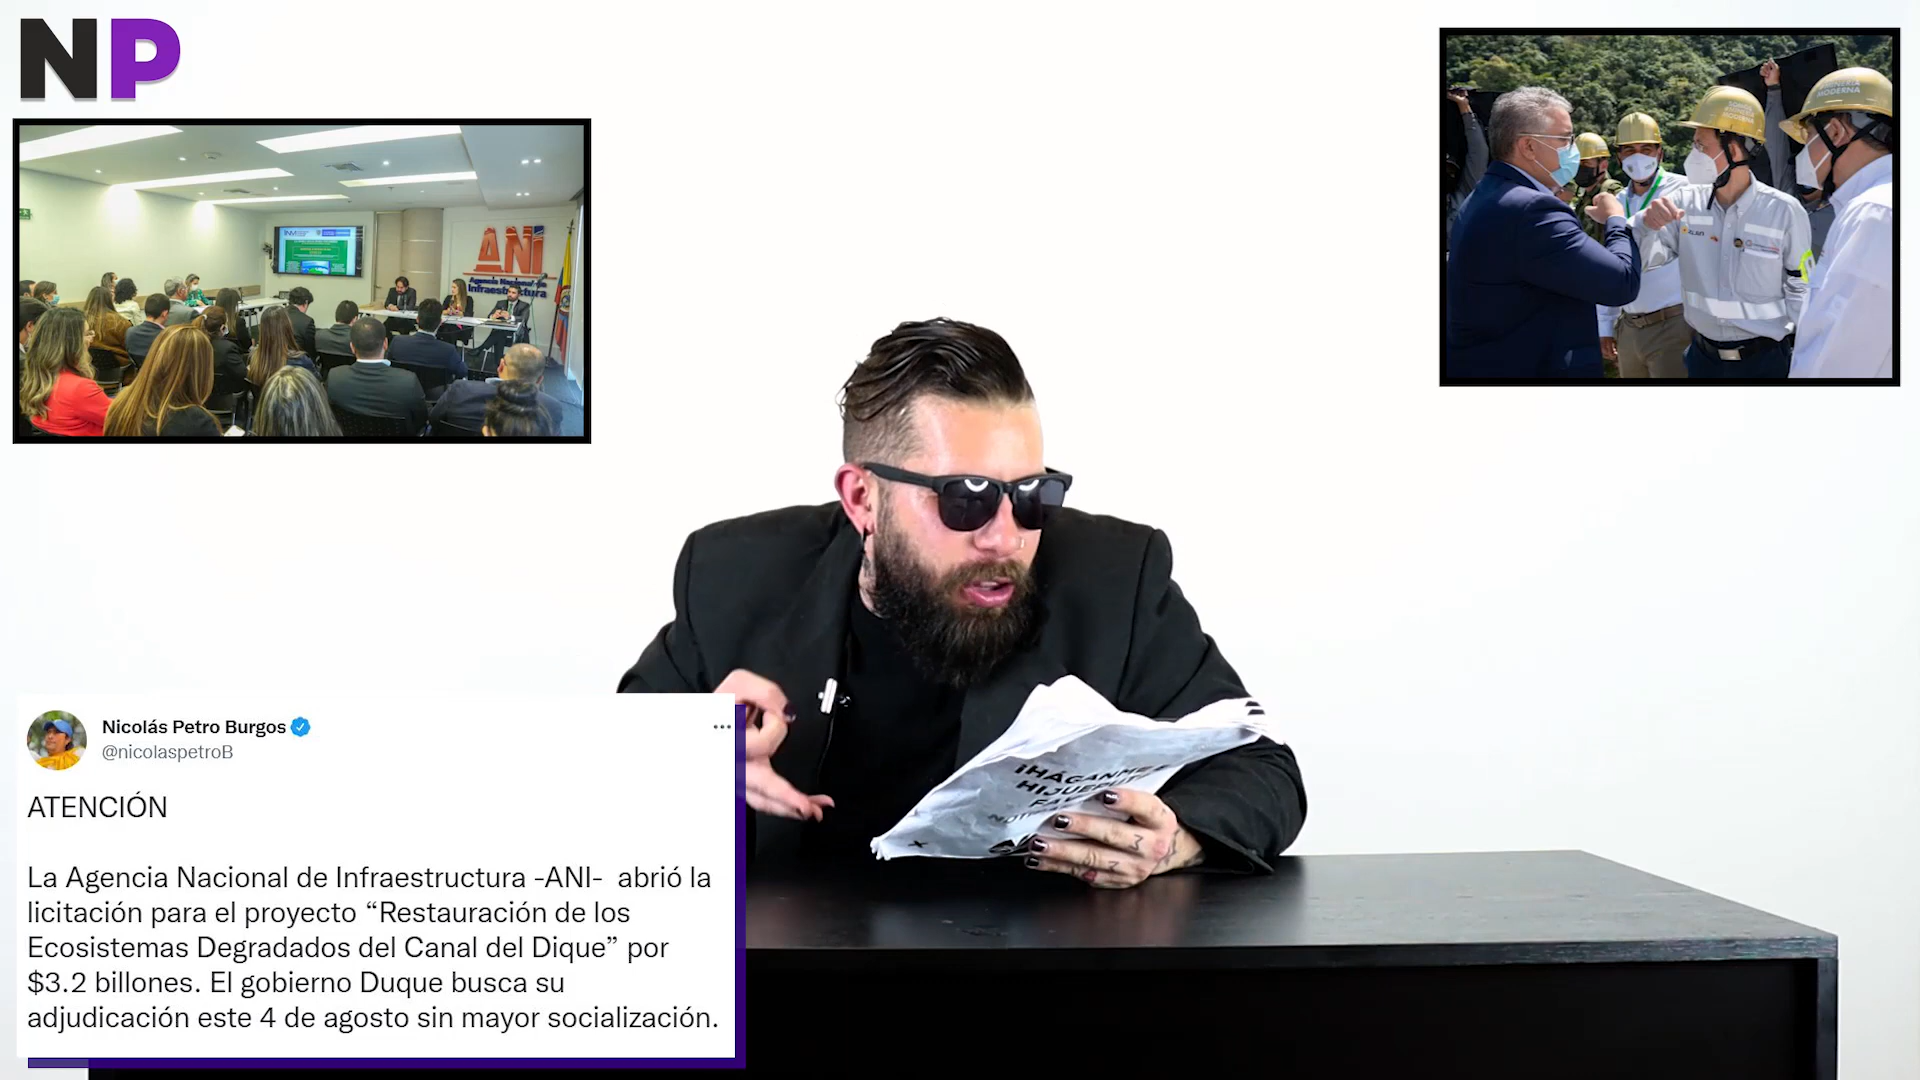 NP
ANI
Agencia Nacional de
Infraestructura
INGENIERÍA
MODERNA
Nicolás Petro Burgos
@nicolaspetroB
ATENCIÓN
La Agencia Nacional de Infraestructura -ANI- abrió la
licitación para el proyecto “Restauración de los
Ecosistemas Degradados del Canal del Dique” por
$3.2 billones. El gobierno Duque busca su
adjudicación este 4 de agosto sin mayor socialización.